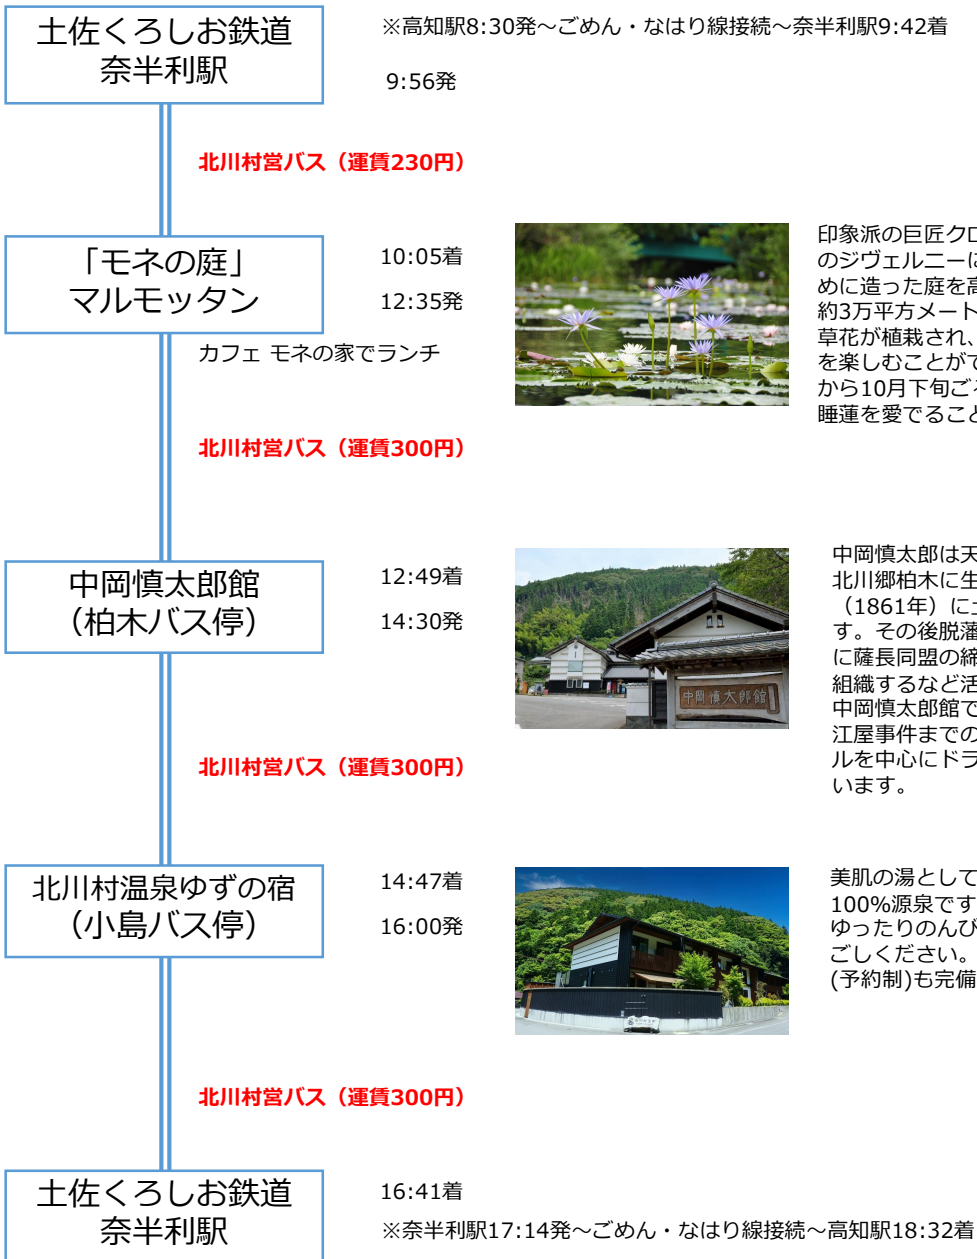 土佐くろしお鉄道
奈半利駅
※高知駅8:30発～ごめん・なはり線接続～奈半利駅9:42着
9:56発
北川村営バス（運賃230円）
「モネの庭」
マルモッタン
10:05着
12:35発
カフェ モネの家でランチ
印象派の巨匠クロ
のジヴェルニーに
めに造った庭を高
約3万平方メート
草花が植栽され、
を楽しむことがで
から10月下旬ごろ
睡蓮を愛でること
北川村営バス（運賃300円）
中岡慎太郎館
（柏木バス停）
12:49着
14:30発
中岡慎太郎館
中岡慎太郎は天
北川郷柏木に生
（1861年）に土
す。その後脱藩
に薩長同盟の締
組織するなど活
中岡慎太郎館で
江屋事件までの
ルを中心にドラ
います。
北川村営バス（運賃300円）
北川村温泉ゆずの宿
（小島バス停）
14:47着
16:00発
美肌の湯として
100%源泉です
ゆったりのんび
ごしください。
(予約制)も完備
北川村営バス（運賃300円）
土佐くろしお鉄道
奈半利駅
16:41着
※奈半利駅17:14発～ごめん・なはり線接続～高知駅18:32着